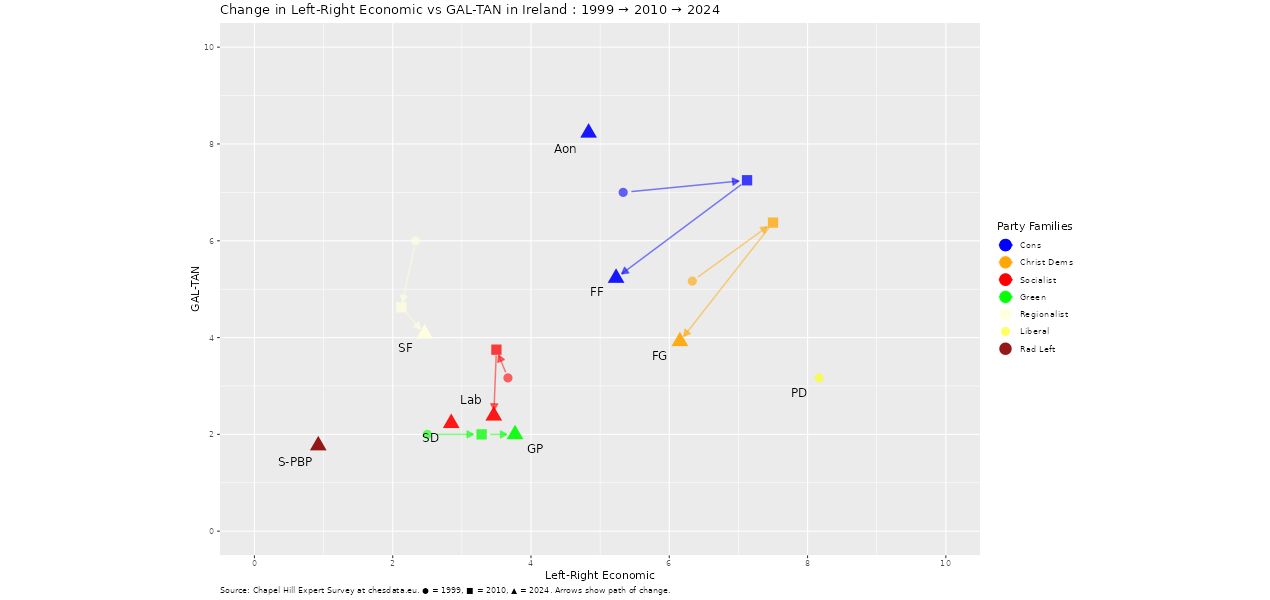 Change in Left-Right Economic vs GAL-TAN in Ireland : 1999 → 2010 → 2024
GAL-TAN
10
8
6
4
2
0
Aon
FF
SF
FG
Lab
PD
SD
GP
S-PBP
0 2 4 6 8 10
Left-Right Economic
Party Families
Cons
Christ Dems
Socialist
Green
Regionalist
Liberal
Rad Left
Source: Chapel Hill Expert Survey at chesdata.eu. ● = 1999, ■ = 2010, ▲ = 2024. Arrows show path of change.